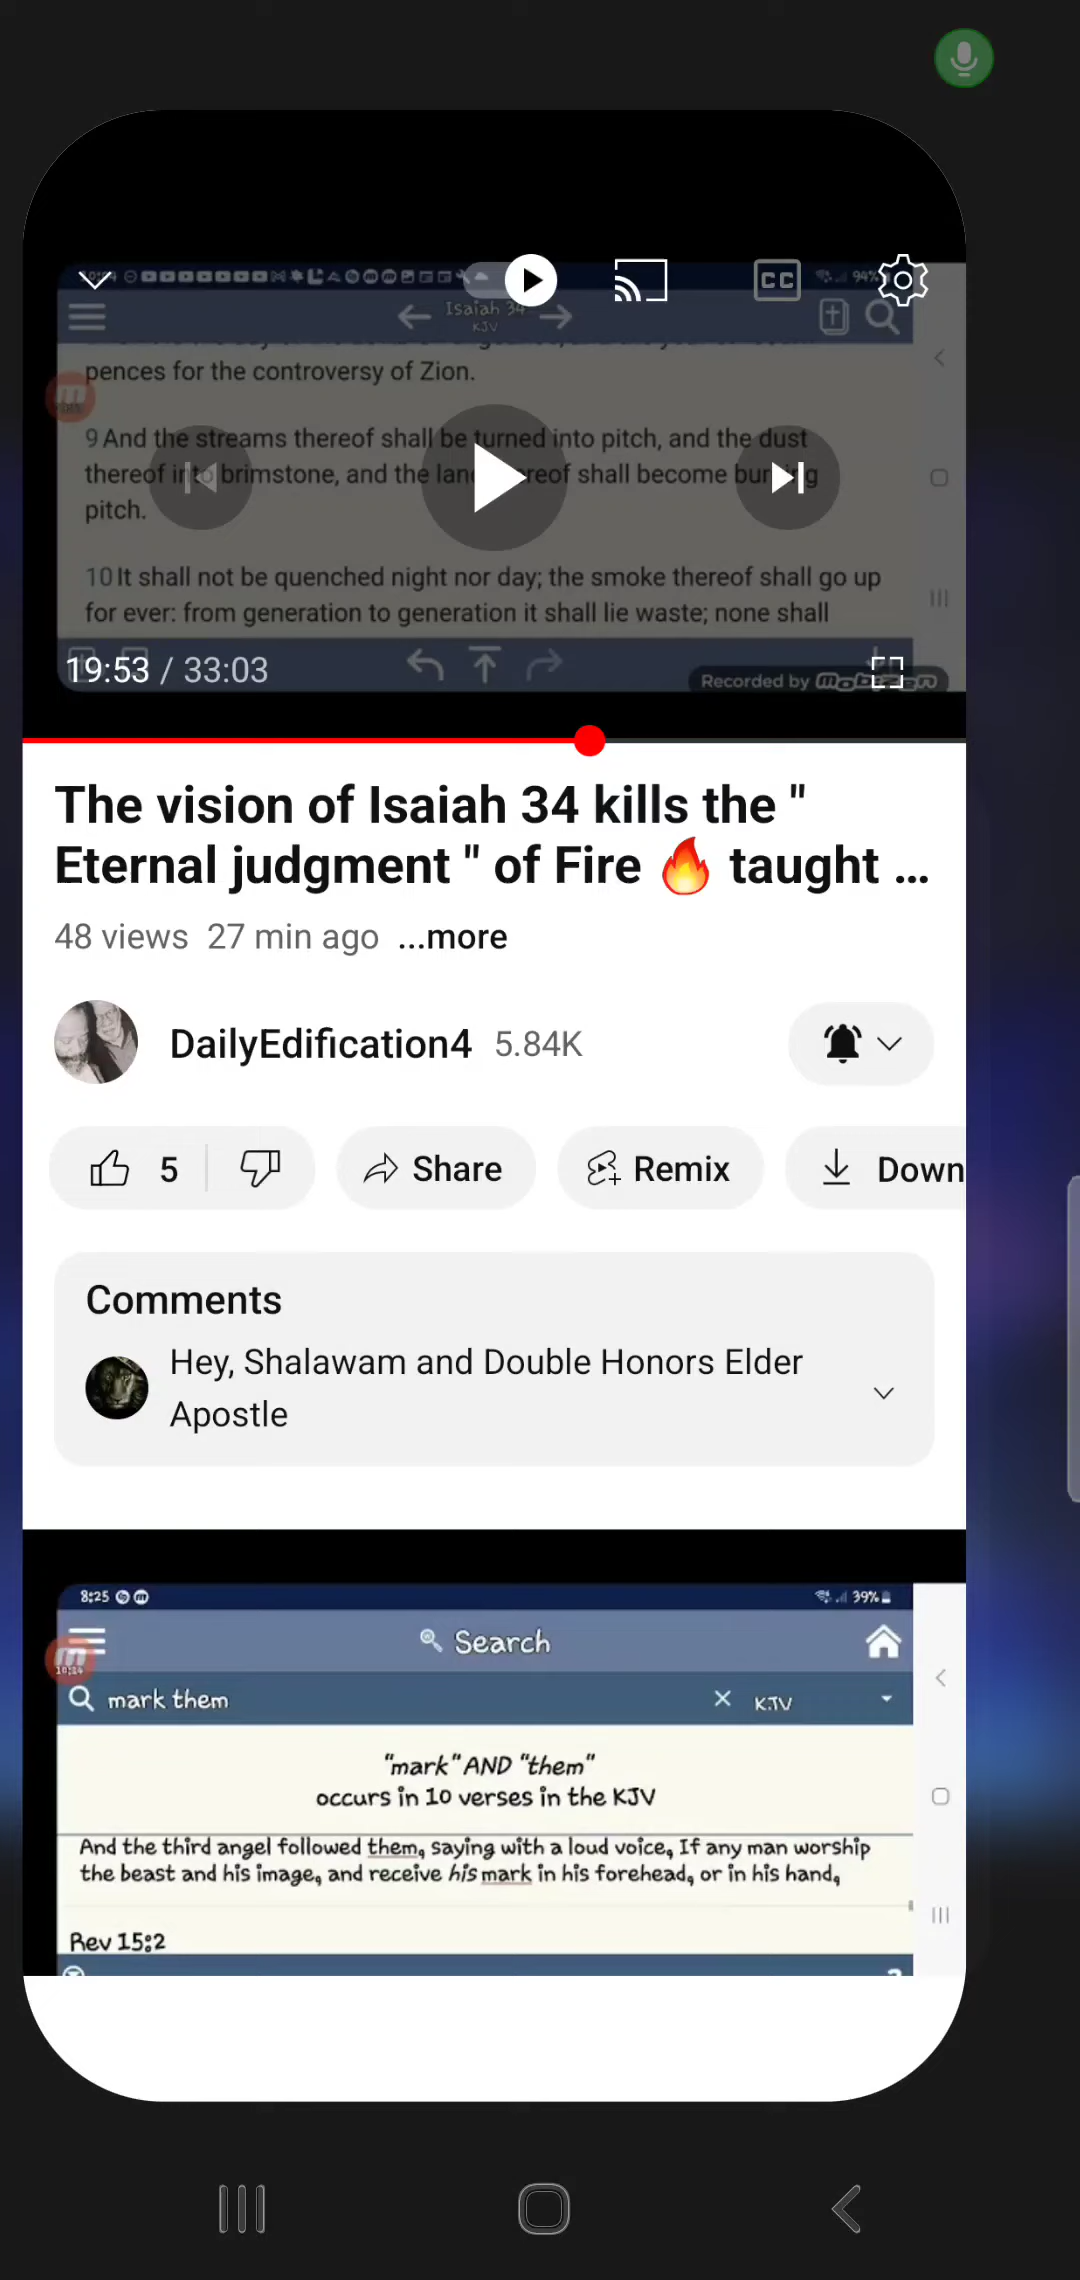 94%
Isaiah 34
KJV
pences for the controversy of Zion.
9 And the streams thereof shall be turned into pitch, and the dust
thereof into brimstone, and the land thereof shall become burning
pitch.
10 It shall not be quenched night nor day; the smoke thereof shall go up
for ever: from generation to generation it shall lie waste; none shall
19:53 / 33:03
Recorded by
The vision of Isaiah 34 kills the "
Eternal judgment " of Fire 🔥 taught ...
48 views 27 min ago ...more
DailyEdification4 5.84K
5 Share Remix Down
Comments
Hey, Shalawam and Double Honors Elder
Apostle
8:25 39%
Search
10:24
mark them KJV
"mark" AND "them"
occurs in 10 verses in the KJV
And the third angel followed them, saying with a loud voice, If any man worship
the beast and his image, and receive his mark in his forehead, or in his hand,
Rev 15:2